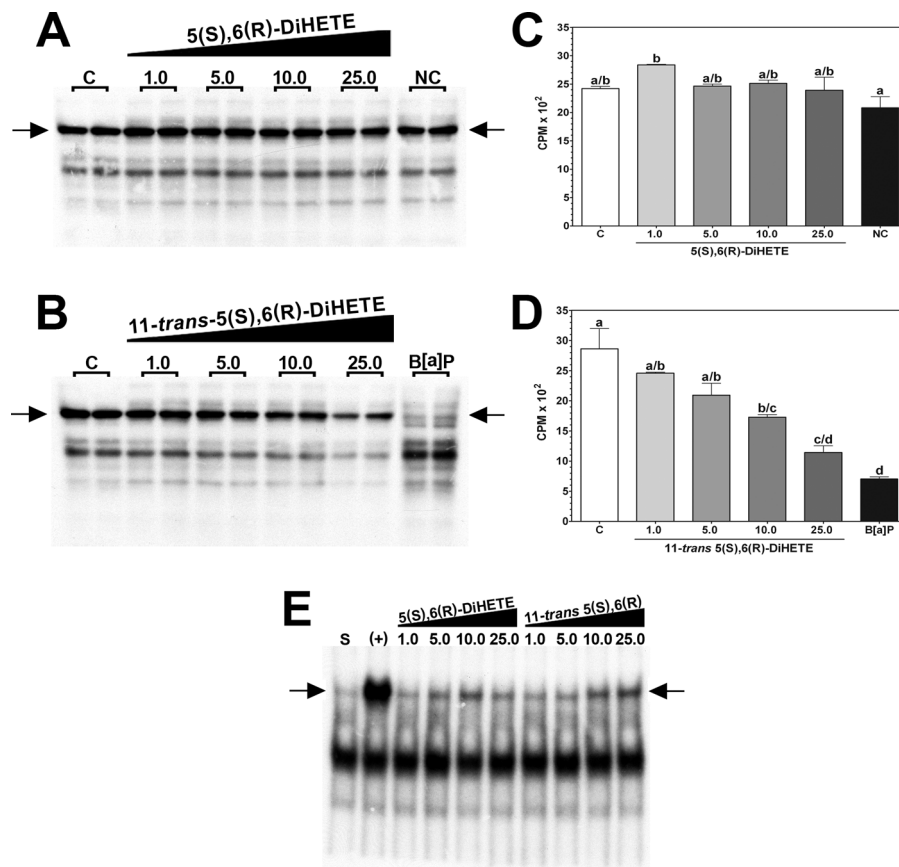 A
5(S),6(R)-DiHETE
C 1.0 5.0 10.0 25.0 NC
B
11-trans-5(S),6(R)-DiHETE
C 1.0 5.0 10.0 25.0 B[a]P
C
35
30
25
20
15
10
5
0
CPM x 10²
a/b b a/b a/b a/b a
C 1.0 5.0 10.0 25.0 NC
5(S),6(R)-DiHETE
D
35
30
25
20
15
10
5
0
CPM x 10²
a a/b a/b b/c c/d d
C 1.0 5.0 10.0 25.0 B[a]P
11-trans 5(S),6(R)-DiHETE
E
5(S),6(R)-DiHETE 11-trans 5(S),6(R)
S (+) 1.0 5.0 10.0 25.0 1.0 5.0 10.0 25.0